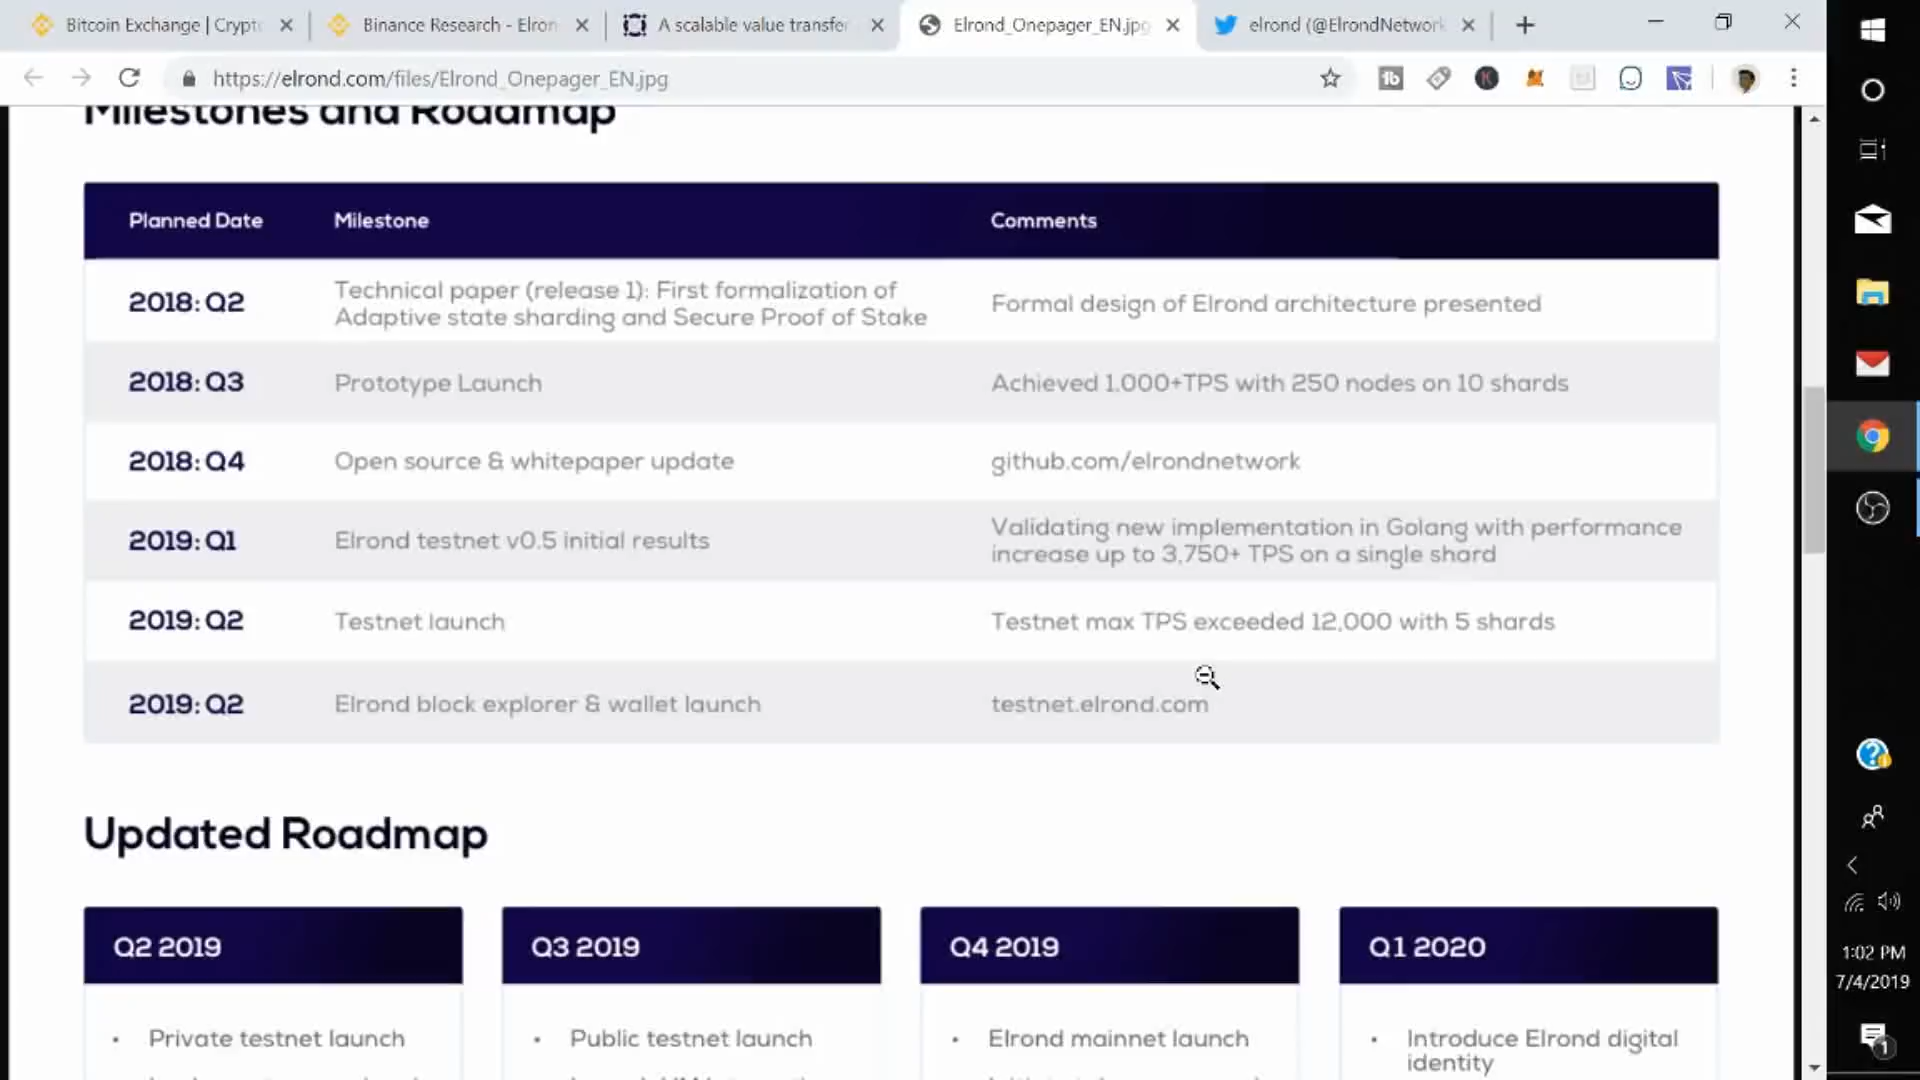 Bitcoin Exchange | Crypto
Binance Research - Elron
A scalable value transfer
Elrond_Onepager_EN.jpg
elrond (@ElrondNetwork
https://elrond.com/files/Elrond_Onepager_EN.jpg
Milestones and Roadmap
Planned Date Milestone Comments
2018: Q2 Technical paper (release 1): First formalization of
Adaptive state sharding and Secure Proof of Stake
Formal design of Elrond architecture presented
2018: Q3 Prototype Launch Achieved 1.000+TPS with 250 nodes on 10 shards
2018: Q4 Open source & whitepaper update github.com/elrondnetwork
2019: Q1 Elrond testnet v0.5 initial results
Validating new implementation in Golang with performance
increase up to 3,750+ TPS on a single shard
2019: Q2 Testnet launch Testnet max TPS exceeded 12,000 with 5 shards
2019: Q2 Elrond block explorer & wallet launch testnet.elrond.com
Updated Roadmap
Q2 2019
• Private testnet launch
Q3 2019
• Public testnet launch
Q4 2019
• Elrond mainnet launch
Q1 2020
• Introduce Elrond digital
identity
1:02 PM
7/4/2019
1